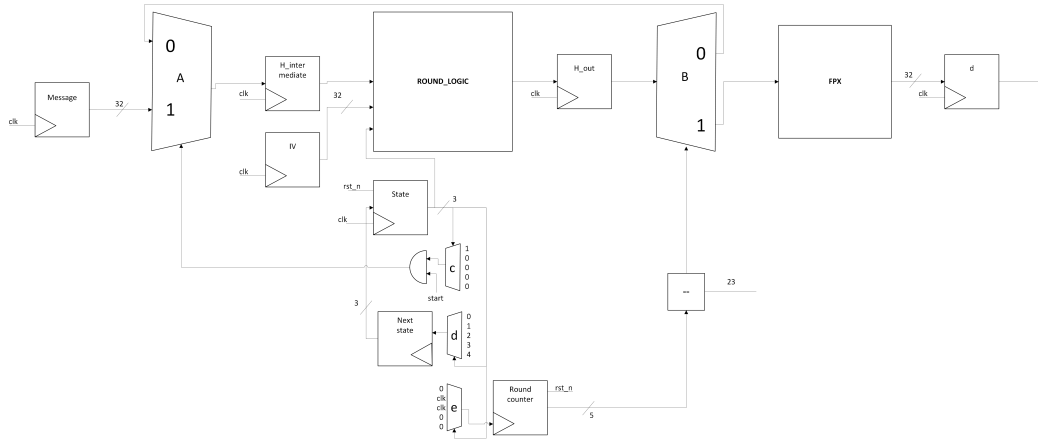 0
A
1
Message
32
clk
H_inter
mediate
clk
IV
clk
32
ROUND_LOGIC
H_out
clk
0
B
1
FPX
32
d
clk
rst_n
State
clk
3
c
1
0
0
0
0
start
3
Next
state
d
0
1
2
3
4
0
clk
clk
0
0
e
Round
counter
rst_n
5
==
23